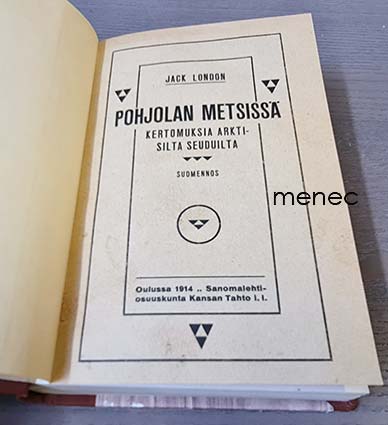 JACK LONDON
POHJOLAN METSISSÄ
KERTOMUKSIA ARKTI-
SILTA SEUDUILTA
SUOMENNOS
menec
Oulussa 1914 .. Sanomalehti-
osuuskunta Kansan Tahto i. l.